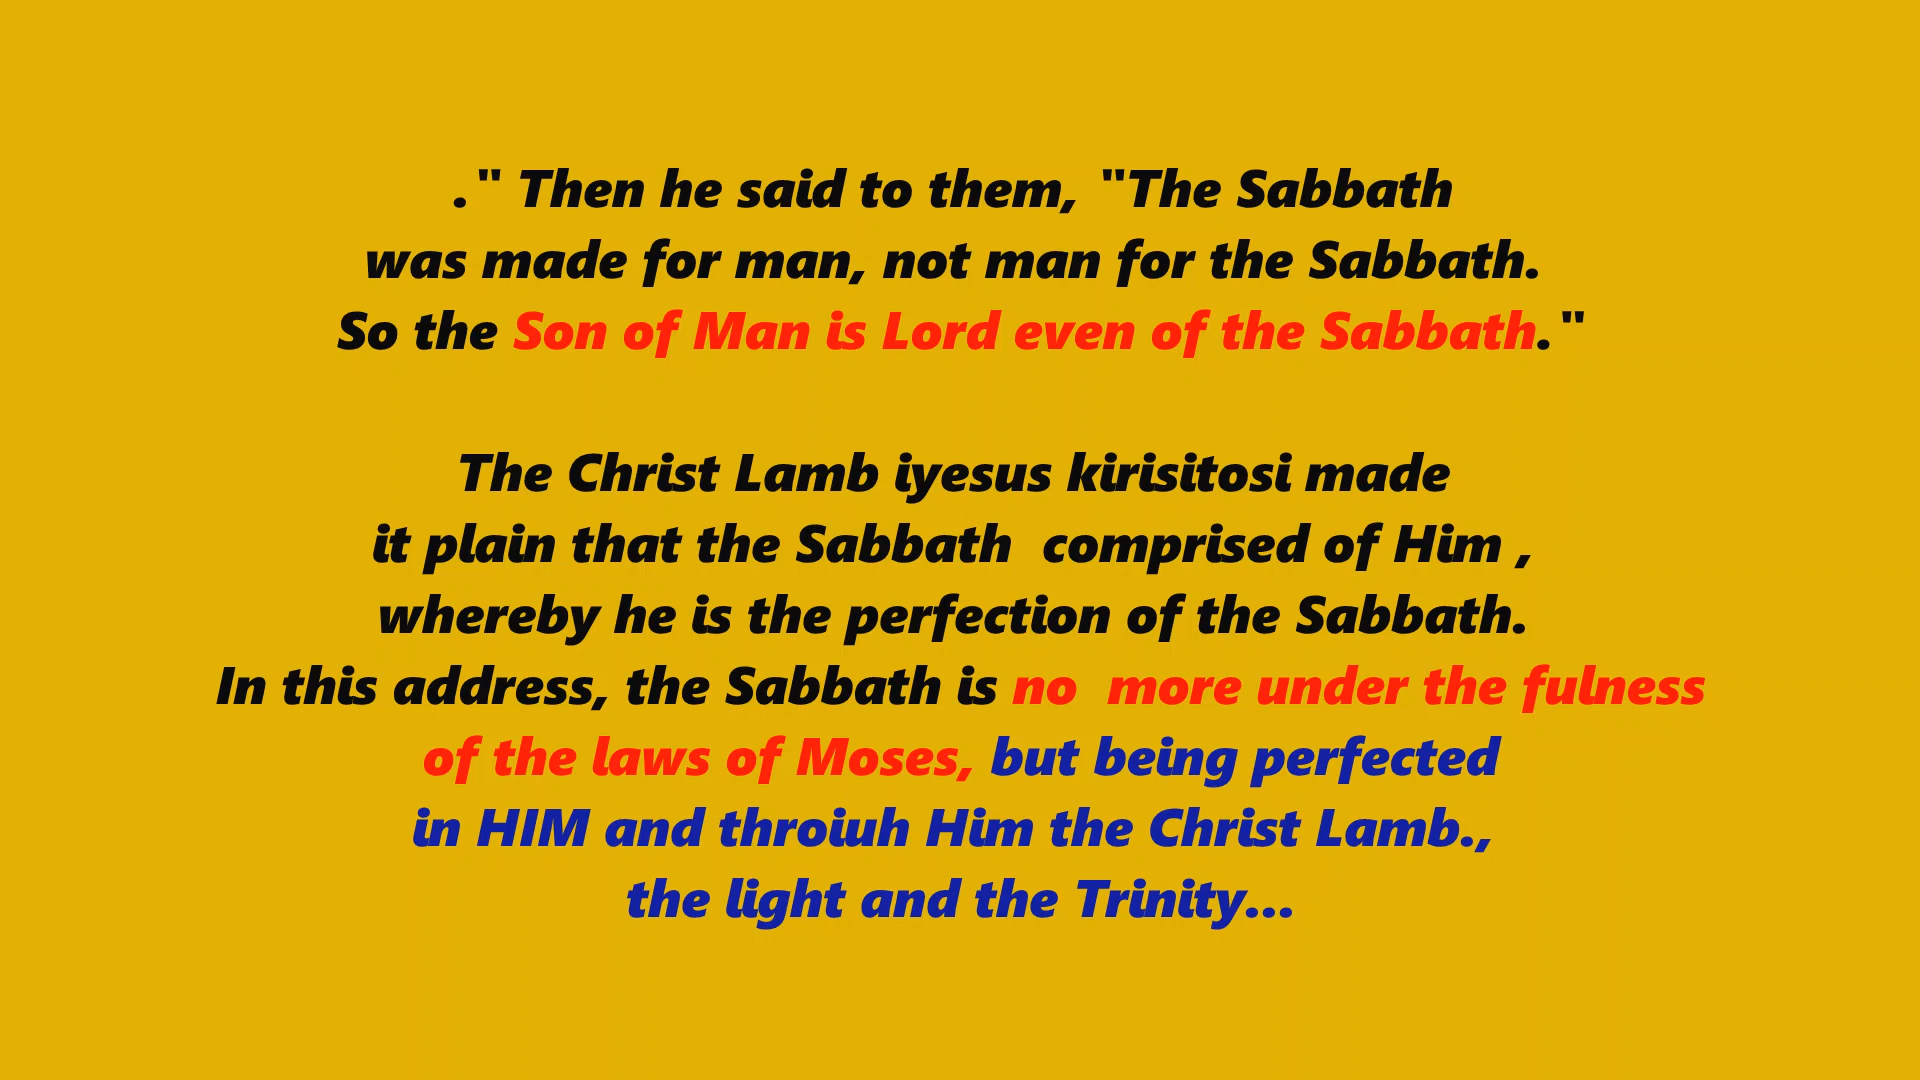 ." Then he said to them, "The Sabbath
was made for man, not man for the Sabbath.
So the Son of Man is Lord even of the Sabbath."
The Christ Lamb iyesus kirisitosi made
it plain that the Sabbath  comprised of Him ,
whereby he is the perfection of the Sabbath.
In this address, the Sabbath is no  more under the fulness
of the laws of Moses, but being perfected
in HIM and throiuh Him the Christ Lamb.,
the light and the Trinity...